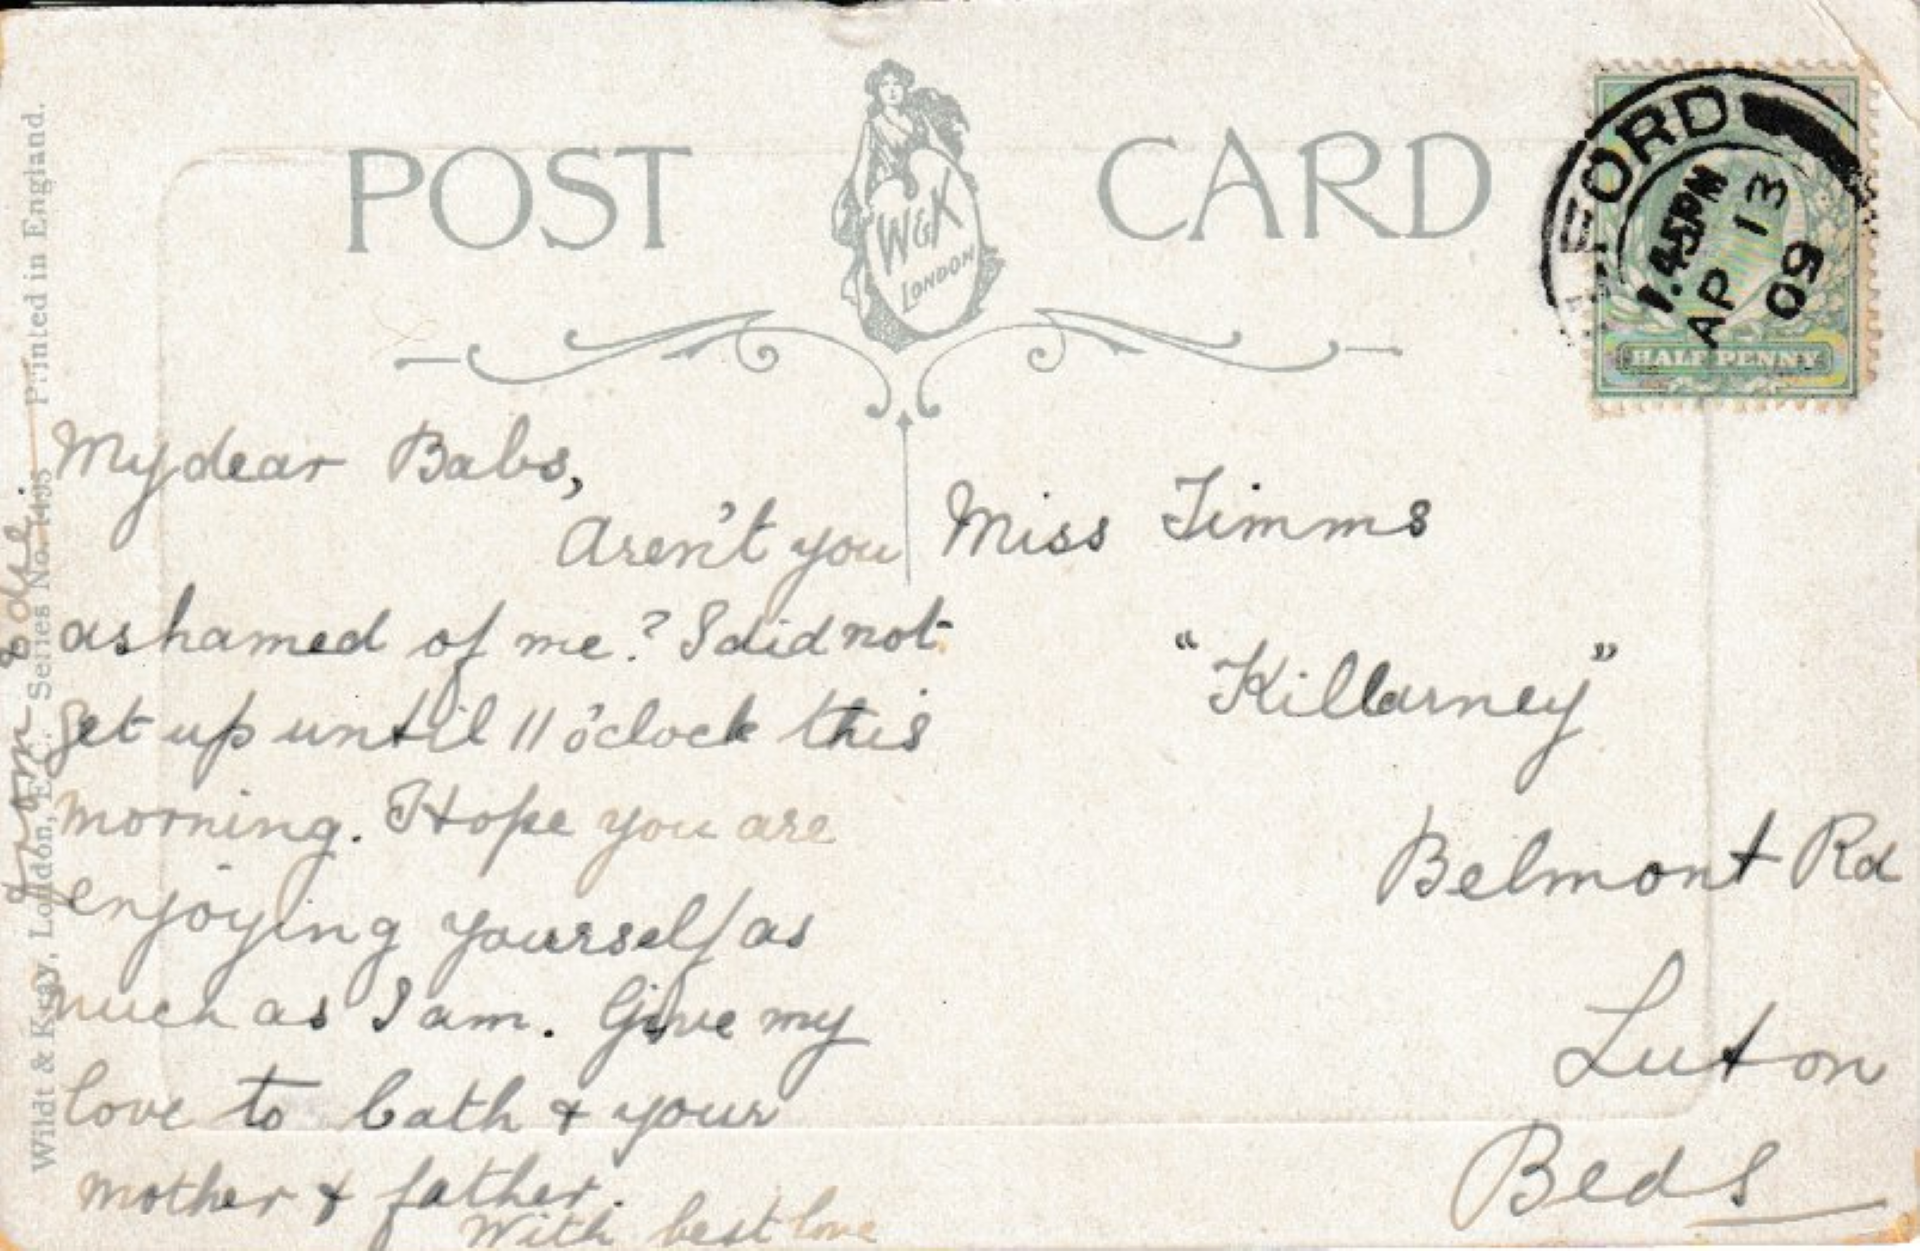 POST CARD
W&K
LONDON
FORD
1.45PM
AP 13
09
HALF PENNY
My dear Babs,
Aren't you
ashamed of me? I did not
get up until 11 o'clock this
morning. Hope you are
enjoying yourself as
much as I am. Give my
love to Cath & your
mother & father.
With best love
from Edie.
Miss Timms
"Killarney"
Belmont Rd
Luton
Beds
Wildt & Kray, London, E.C. Series No. Printed in England.